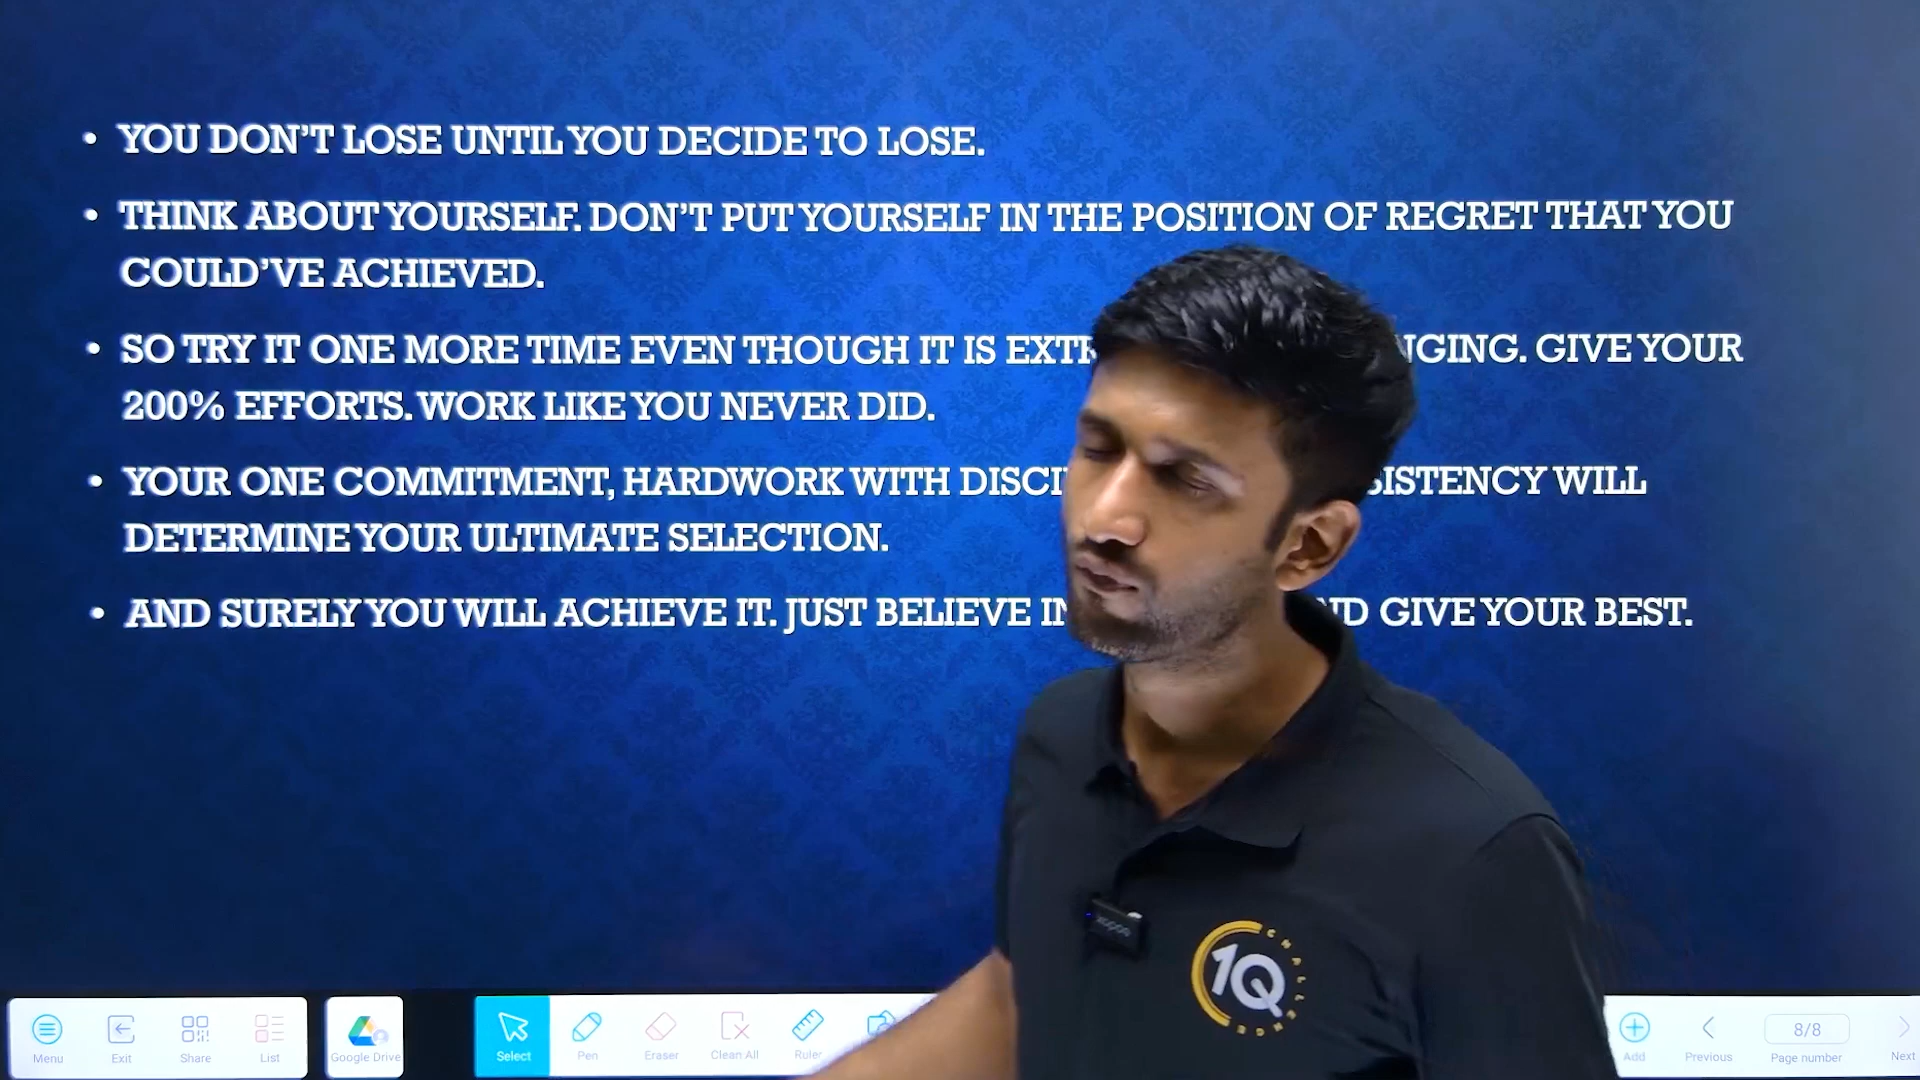 • YOU DON'T LOSE UNTIL YOU DECIDE TO LOSE.
• THINK ABOUT YOURSELF. DON'T PUT YOURSELF IN THE POSITION OF REGRET THAT YOU
COULD'VE ACHIEVED.
• SO TRY IT ONE MORE TIME EVEN THOUGH IT IS GIVE YOUR
200% EFFORTS. WORK LIKE YOU NEVER DID.
• YOUR ONE COMMITMENT, HARDWORK WITH WILL
DETERMINE YOUR ULTIMATE SELECTION.
• AND SURELY YOU WILL ACHIEVE IT. JUST BELIEVE GIVE YOUR BEST.
1Q
CHALLENGE
Menu Exit Share List Google Drive Select Pen Eraser Clean All Ruler Add Previous 8/8 Page number Next